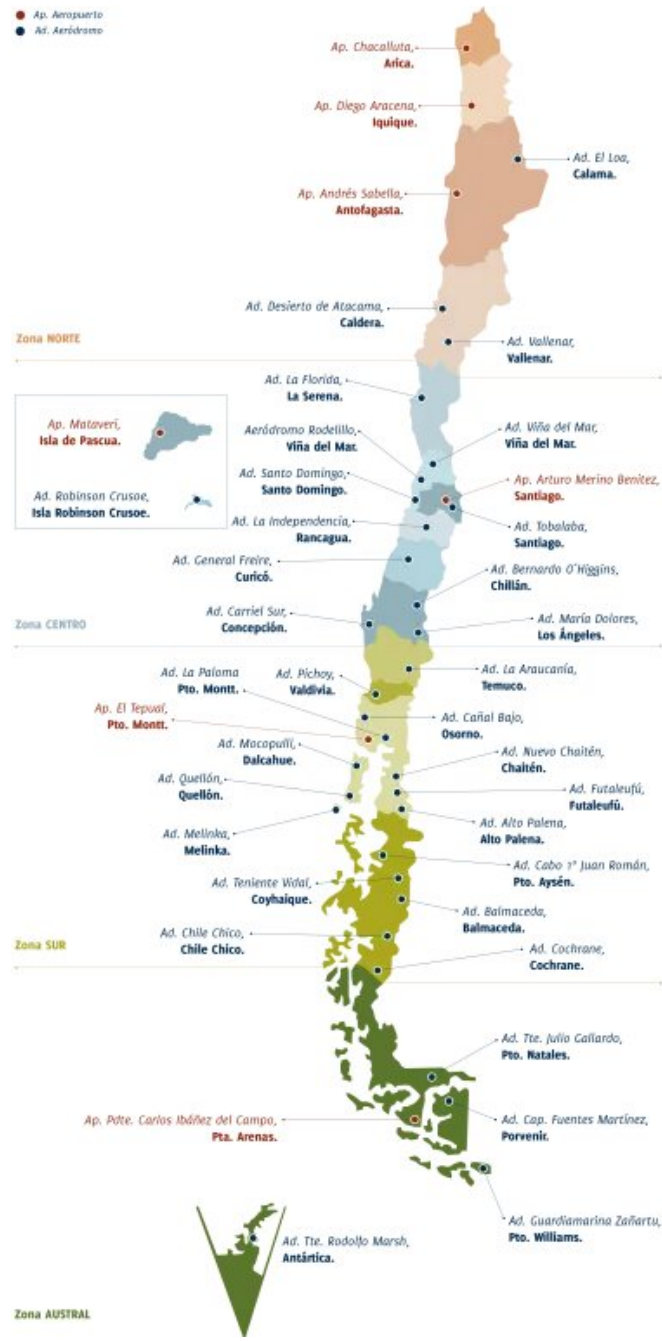 Ap. Aeropuerto
Ad. Aeródromo
Ap. Chacalluta,
Arica.
Ap. Diego Aracena,
Iquique.
Ad. El Loa,
Calama.
Ap. Andrés Sabella,
Antofagasta.
Ad. Desierto de Atacama,
Caldera.
Zona NORTE
Ad. Vallenar,
Vallenar.
Ad. La Florida,
La Serena.
Ap. Mataveri,
Isla de Pascua.
Aeródromo Rodelillo,
Viña del Mar.
Ad. Viña del Mar,
Viña del Mar.
Ad. Santo Domingo,
Santo Domingo.
Ap. Arturo Merino Benitez,
Santiago.
Ad. Robinson Crusoe,
Isla Robinson Crusoe.
Ad. La Independencia,
Rancagua.
Ad. Tobalaba,
Santiago.
Ad. General Freire,
Curicó.
Ad. Bernardo O´Higgins,
Chillán.
Ad. Carriel Sur,
Concepción.
Zona CENTRO
Ad. María Dolores,
Los Ángeles.
Ad. La Paloma
Pto. Montt.
Ad. Pichoy,
Valdivia.
Ad. La Araucanía,
Temuco.
Ap. El Tepual,
Pto. Montt.
Ad. Cañal Bajo,
Osorno.
Ad. Mocopulli,
Dalcahue.
Ad. Nuevo Chaitén,
Chaitén.
Ad. Quellón,
Quellón.
Ad. Futaleufú,
Futaleufú.
Ad. Melinka,
Melinka.
Ad. Alto Palena,
Alto Palena.
Ad. Cabo 1º Juan Román,
Pto. Aysén.
Ad. Teniente Vidal,
Coyhaique.
Ad. Balmaceda,
Balmaceda.
Ad. Chile Chico,
Chile Chico.
Zona SUR
Ad. Cochrane,
Cochrane.
Ad. Tte. Julio Gallardo,
Pto. Natales.
Ap. Pdte. Carlos Ibáñez del Campo,
Pta. Arenas.
Ad. Cap. Fuentes Martínez,
Porvenir.
Ad. Guardiamarina Zañartu,
Pto. Williams.
Ad. Tte. Rodolfo Marsh,
Antártica.
Zona AUSTRAL